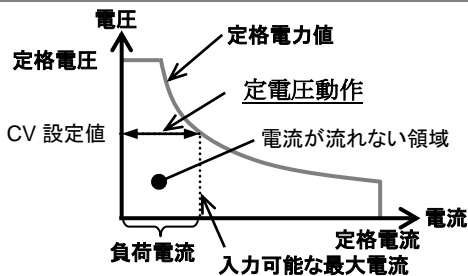 電圧
定格電力値
定格電圧
定電圧動作
CV 設定値
電流が流れない領域
電流
定格電流
負荷電流
入力可能な最大電流